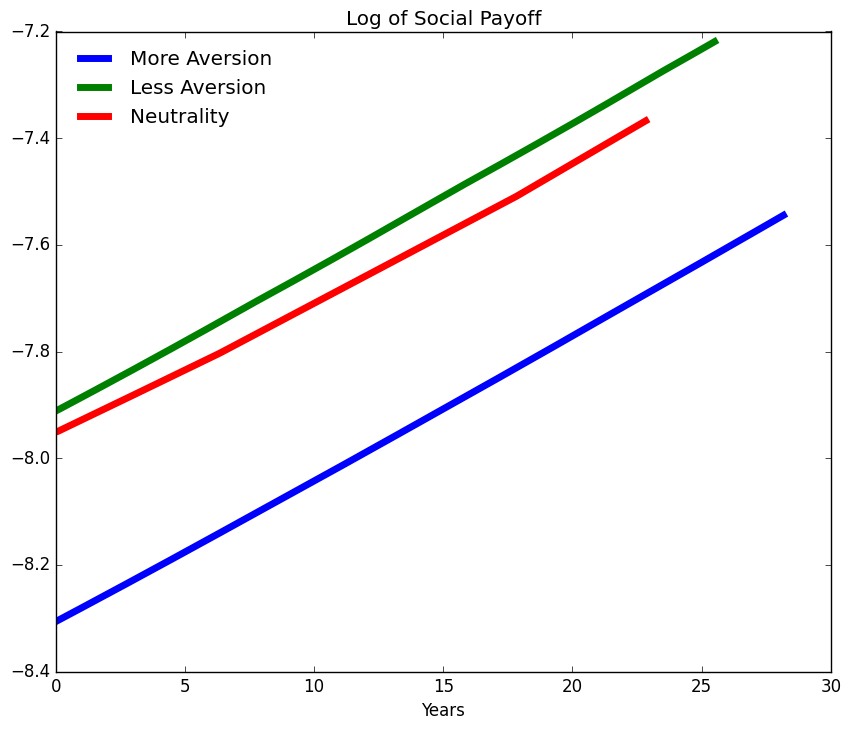 Log of Social Payoff
−7.2
−7.4
−7.6
−7.8
−8.0
−8.2
−8.4
More Aversion
Less Aversion
Neutrality
0 5 10 15 20 25 30
Years